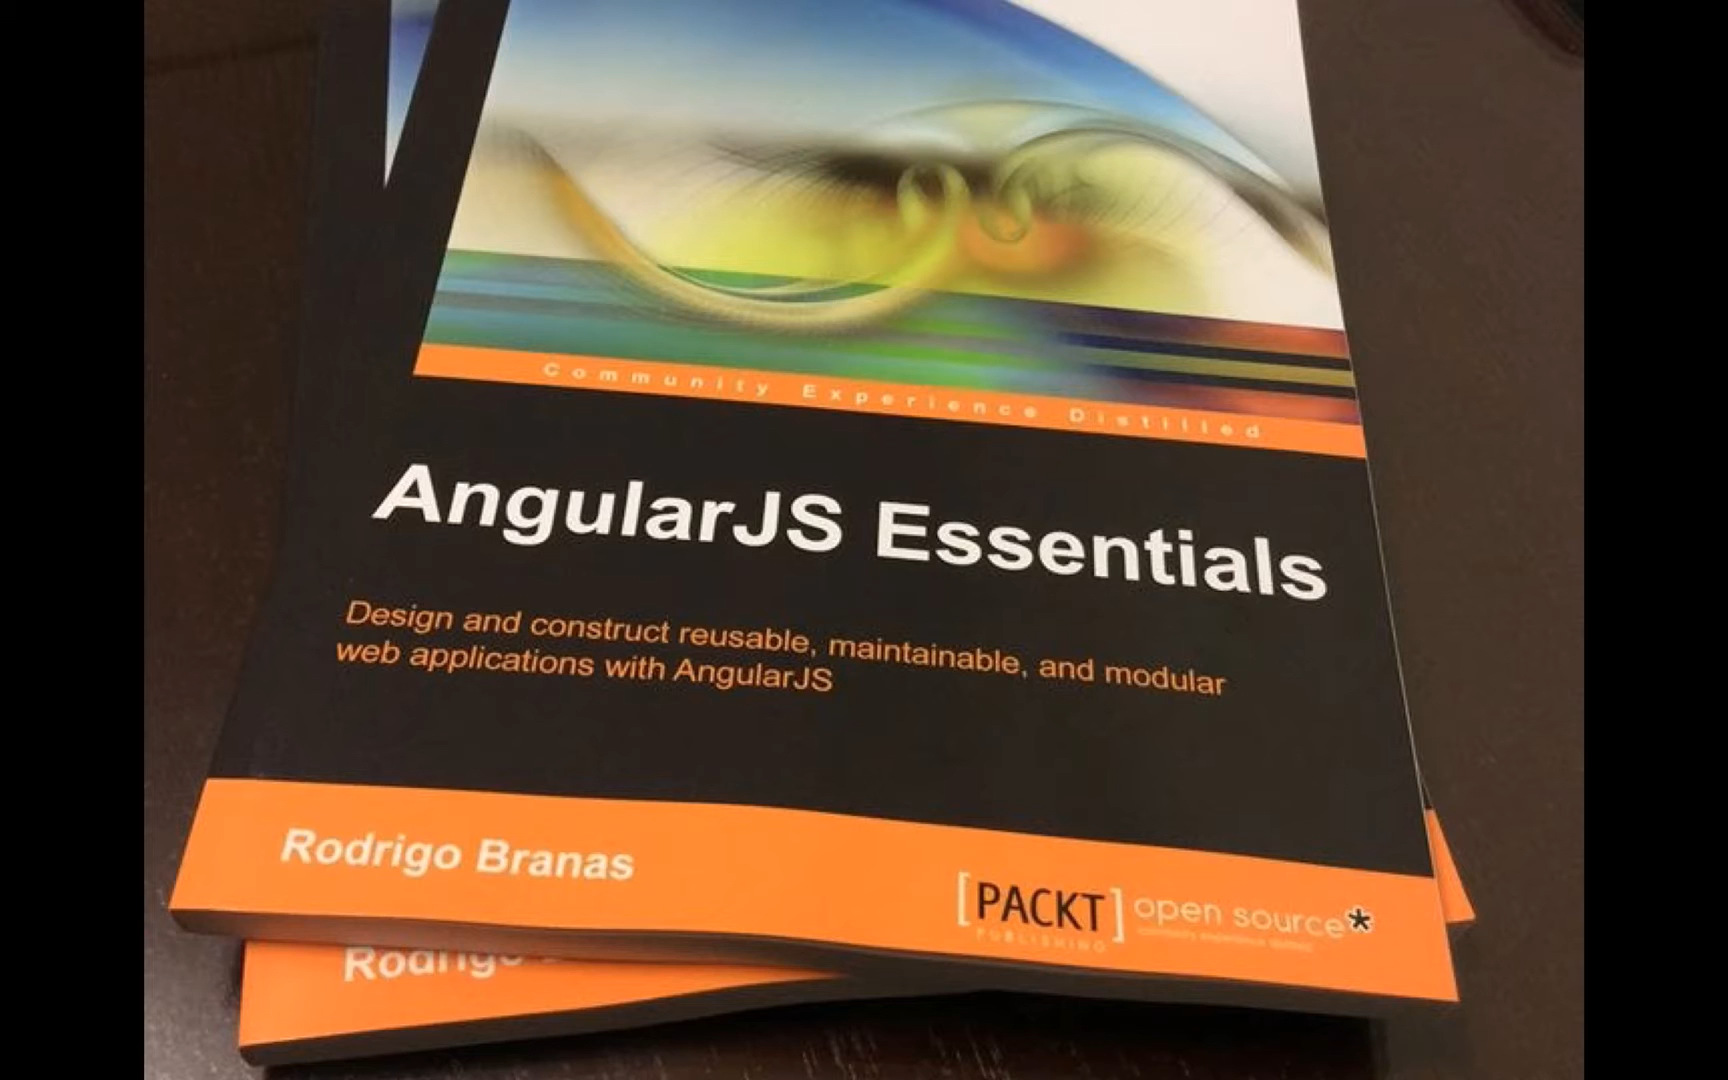 Community Experience Distilled
AngularJS Essentials
Design and construct reusable, maintainable, and modular
web applications with AngularJS
Rodrigo Branas
[PACKT] open source*
PUBLISHING
Rodrigo